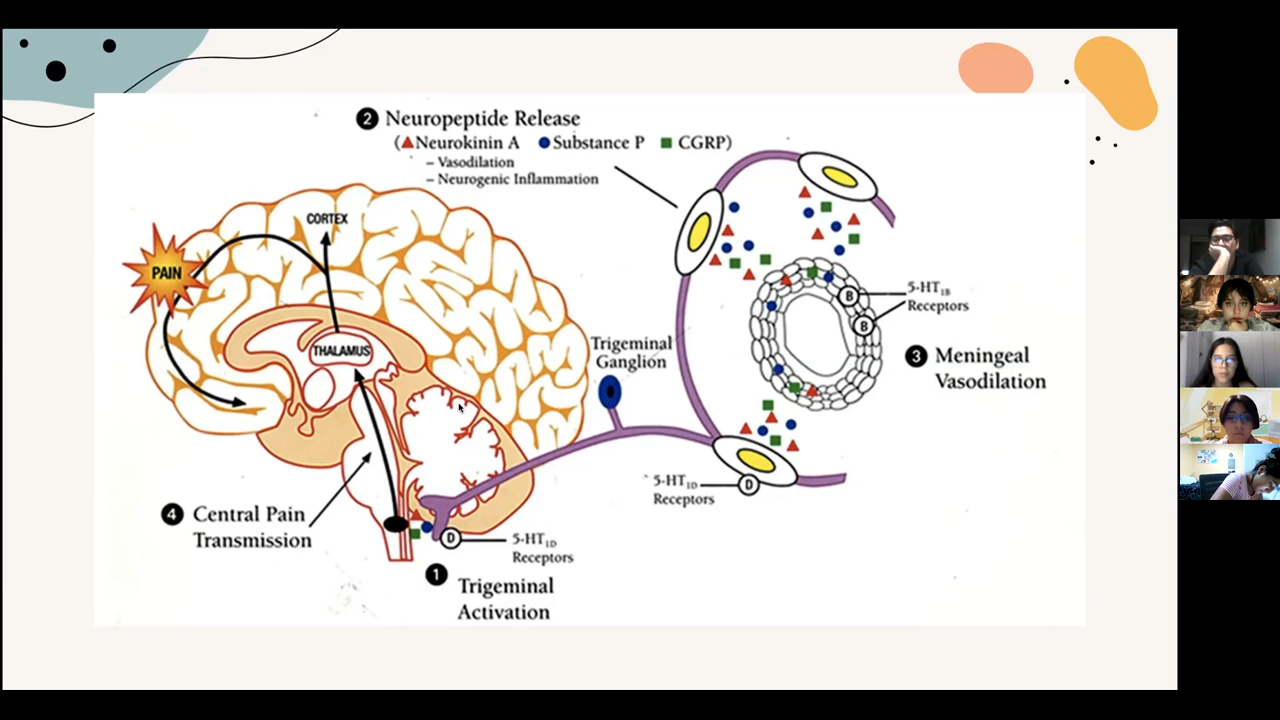 2 Neuropeptide Release
(Neurokinin A Substance P CGRP)
– Vasodilation
– Neurogenic Inflammation
CORTEX
PAIN
THALAMUS
Trigeminal
Ganglion
B
B
5-HT1B
Receptors
3 Meningeal
Vasodilation
5-HT1D
Receptors
D
4 Central Pain
Transmission
D
5-HT1D
Receptors
1 Trigeminal
Activation